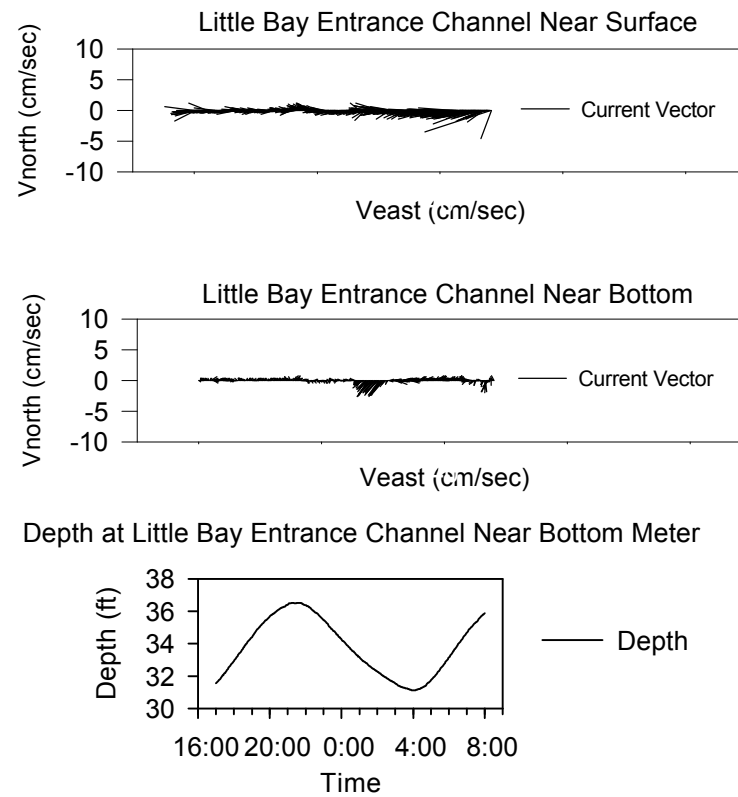 Little Bay Entrance Channel Near Surface
Vnorth (cm/sec)
10
5
0
-5
-10
Current Vector
Veast (cm/sec)
Little Bay Entrance Channel Near Bottom
Vnorth (cm/sec)
10
5
0
-5
-10
Current Vector
Veast (cm/sec)
Depth at Little Bay Entrance Channel Near Bottom Meter
Depth (ft)
38
36
34
32
30
Depth
16:00 20:00 0:00 4:00 8:00
Time